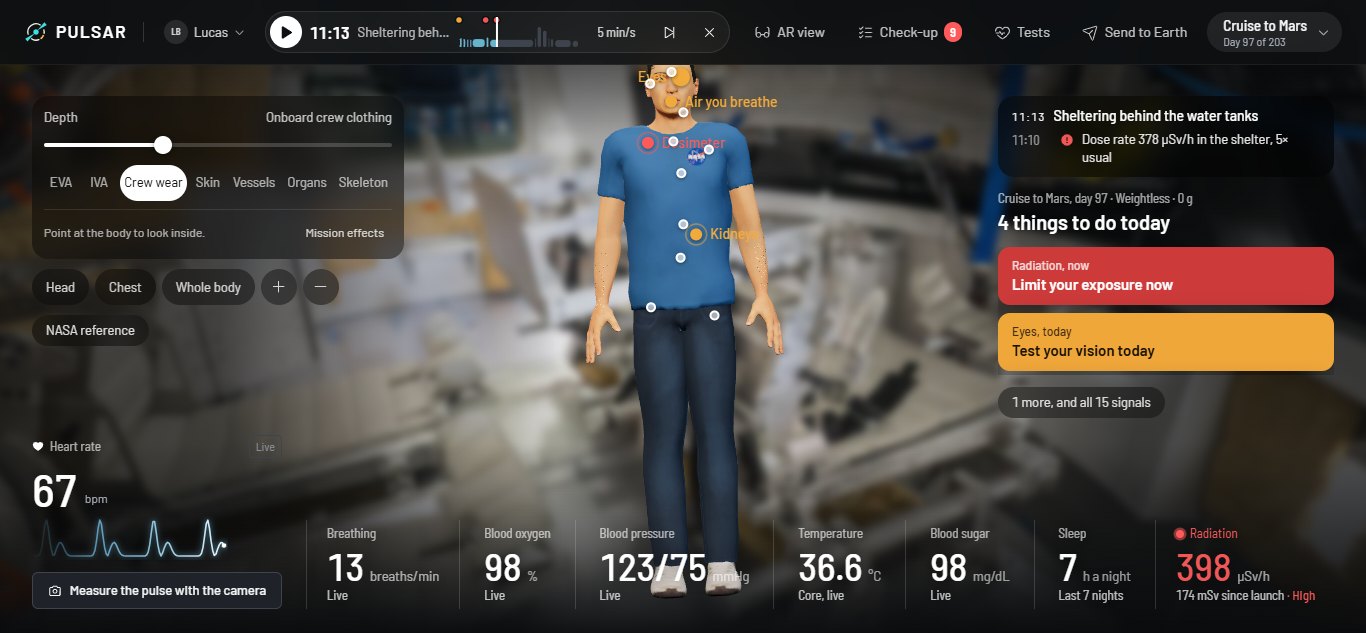 PULSAR
LB Lucas
11:13 Sheltering beh...
5 min/s
AR view
Check-up 9
Tests
Send to Earth
Cruise to Mars
Day 97 of 203
Depth
Onboard crew clothing
EVA IVA Crew wear Skin Vessels Organs Skeleton
Point at the body to look inside.
Mission effects
Head Chest Whole body
NASA reference
Eyes
Air you breathe
Dosimeter
NASA
Kidneys
11:13 Sheltering behind the water tanks
11:10 Dose rate 378 µSv/h in the shelter, 5×
usual
Cruise to Mars, day 97 · Weightless · 0 g
4 things to do today
Radiation, now
Limit your exposure now
Eyes, today
Test your vision today
1 more, and all 15 signals
Heart rate
Live
67 bpm
Measure the pulse with the camera
Breathing
13 breaths/min
Live
Blood oxygen
98 %
Live
Blood pressure
123/75 mmHg
Live
Temperature
36.6 °C
Core, live
Blood sugar
98 mg/dL
Live
Sleep
7 h a night
Last 7 nights
Radiation
398 µSv/h
174 mSv since launch · High